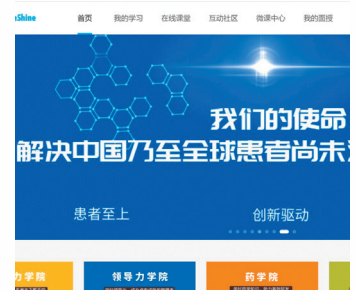 Shine 首页 我的学习 在线课堂 互动社区 微课中心 我的面授
我们的使命
解决中国乃至全球患者尚未
患者至上 创新驱动
力学院 领导力学院 药学院